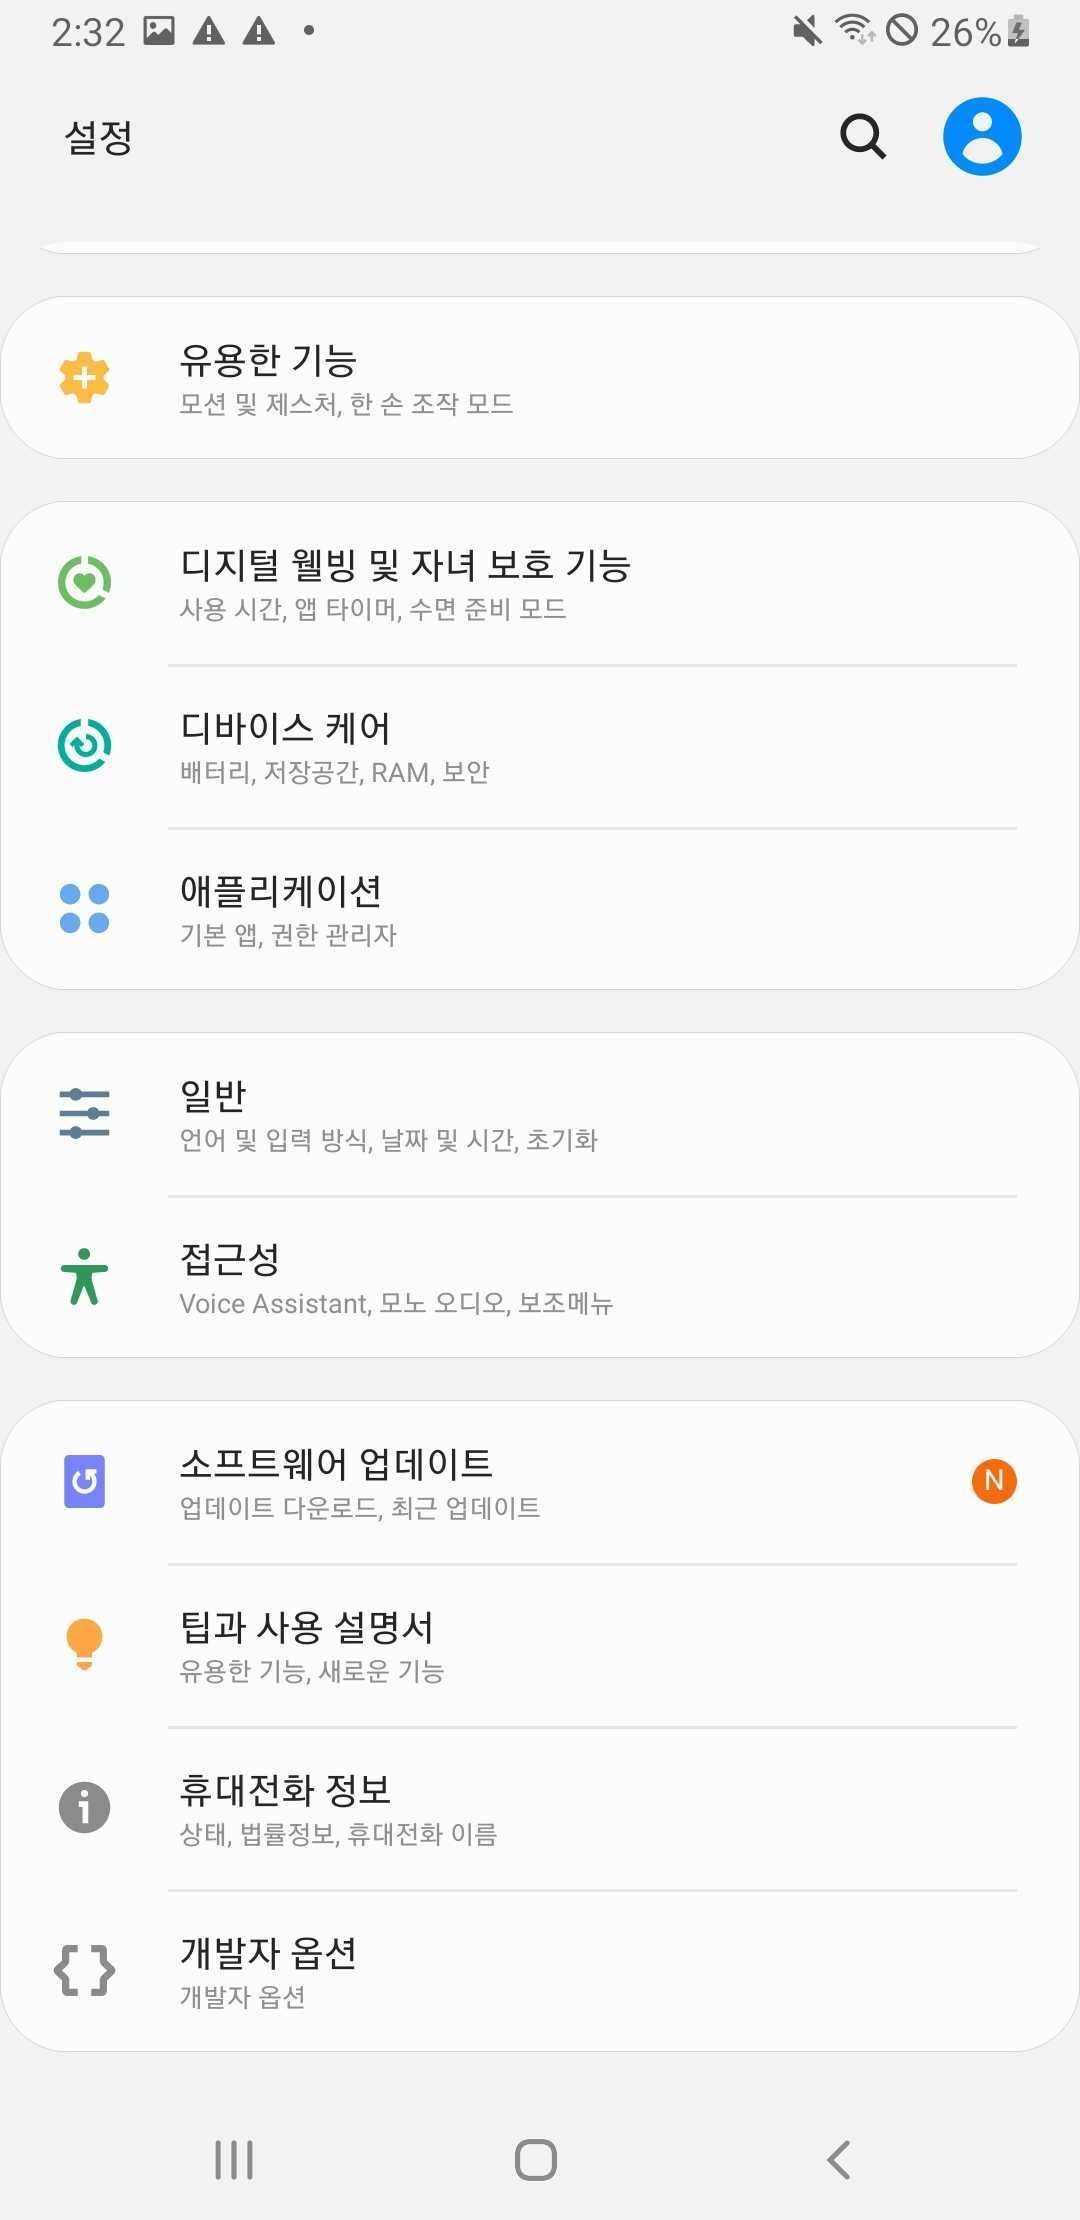 2:32 26%
설정
유용한 기능
모션 및 제스처, 한 손 조작 모드
디지털 웰빙 및 자녀 보호 기능
사용 시간, 앱 타이머, 수면 준비 모드
디바이스 케어
배터리, 저장공간, RAM, 보안
애플리케이션
기본 앱, 권한 관리자
일반
언어 및 입력 방식, 날짜 및 시간, 초기화
접근성
Voice Assistant, 모노 오디오, 보조메뉴
소프트웨어 업데이트
업데이트 다운로드, 최근 업데이트
N
팁과 사용 설명서
유용한 기능, 새로운 기능
휴대전화 정보
상태, 법률정보, 휴대전화 이름
개발자 옵션
개발자 옵션